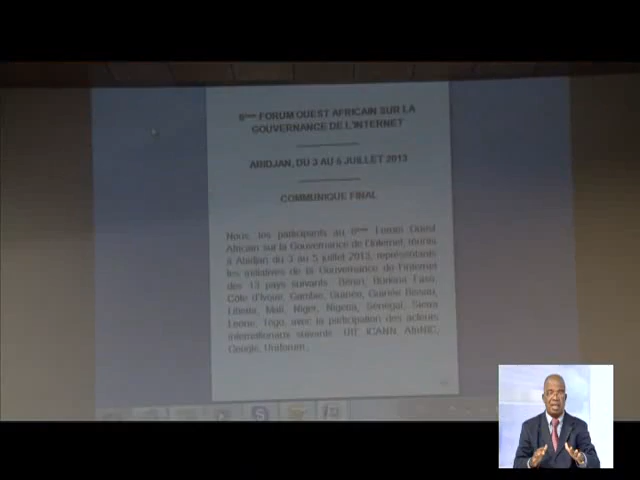 6ème FORUM OUEST AFRICAIN SUR LA
GOUVERNANCE DE L'INTERNET
ABIDJAN, DU 3 AU 5 JUILLET 2013
COMMUNIQUE FINAL
Nous, les participants au 6ème Forum Ouest
Africain sur la Gouvernance de l'Internet, réunis
à Abidjan du 3 au 5 juillet 2013, représentants
les initiatives de la Gouvernance de l'Internet
des 13 pays suivants : Bénin, Burkina Faso,
Côte d'Ivoire, Gambie, Guinée, Guinée Bissau,
Liberia, Mali, Niger, Nigeria, Sénégal, Sierra
Leone, Togo, avec la participation des acteurs
internationaux suivants : UIT, ICANN, AfriNIC,
Google, Uniforum,